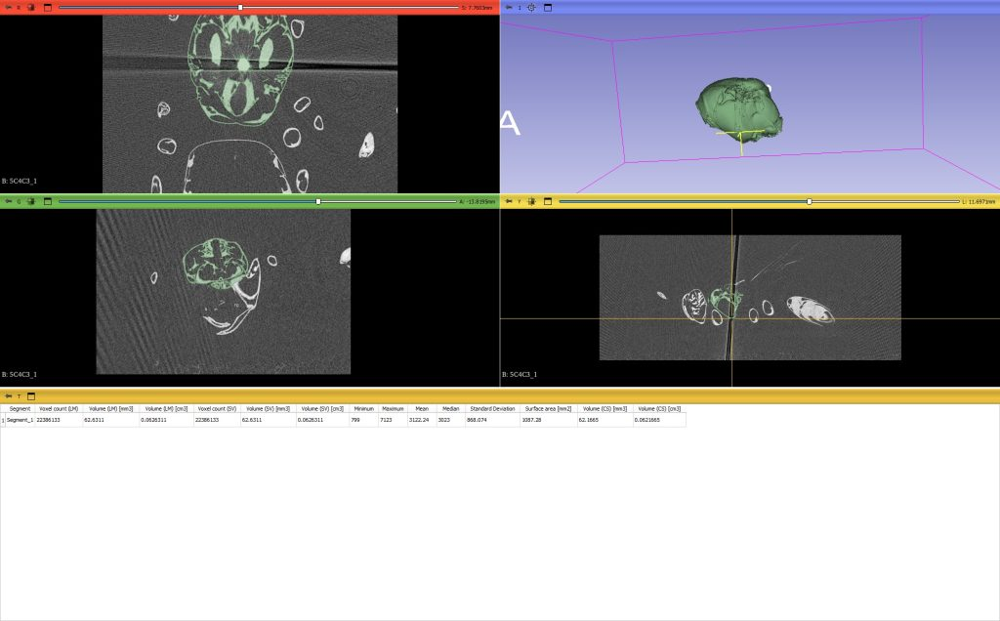 R S: 7.7603mm
1
A
B: 5C4C3_1
G A: -13.8195mm
Y L: 11.6971mm
B: 5C4C3_1
B: 5C4C3_1
T
Segment Voxel count (LM) Volume (LM) [mm3] Volume (LM) [cm3] Voxel count (SV) Volume (SV) [mm3] Volume (SV) [cm3] Minimum Maximum Mean Median Standard Deviation Surface area [mm2] Volume (CS) [mm3] Volume (CS) [cm3]
1 Segment_1 22386133 62.6311 0.0626311 22386133 62.6311 0.0626311 799 7123 3122.24 3023 868.074 1087.28 62.1665 0.0621665